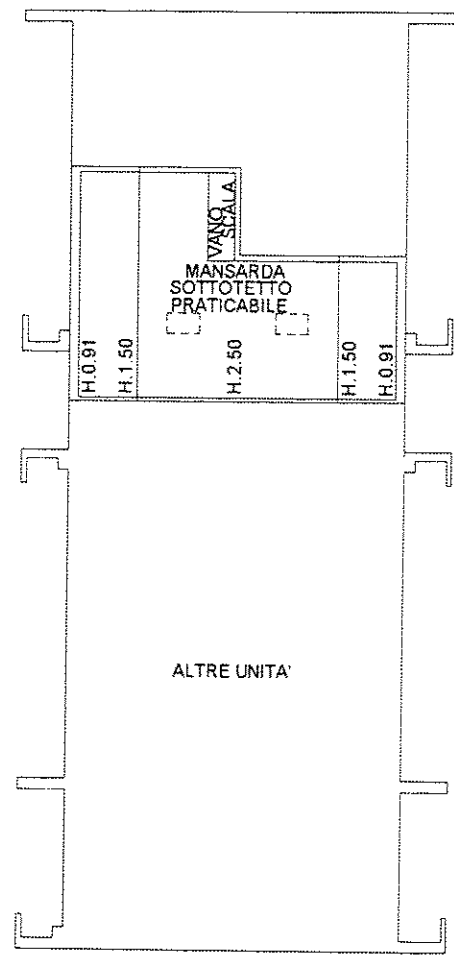 VANO
SCALA
MANSARDA
SOTTOTETTO
PRATICABILE
H.0.91
H.1.50
H.2.50
H.1.50
H.0.91
ALTRE UNITA'